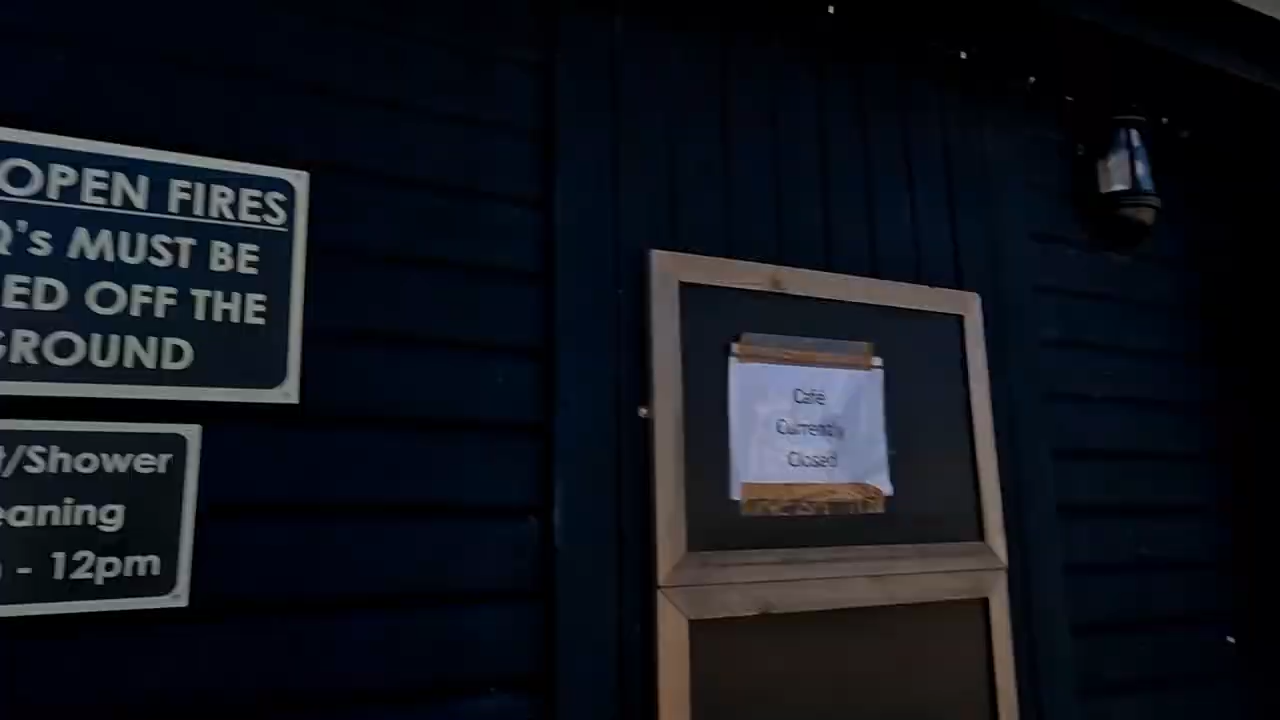 OPEN FIRES
Q's MUST BE
ED OFF THE
GROUND
/Shower
eaning
- 12pm
Café
Currently
Closed